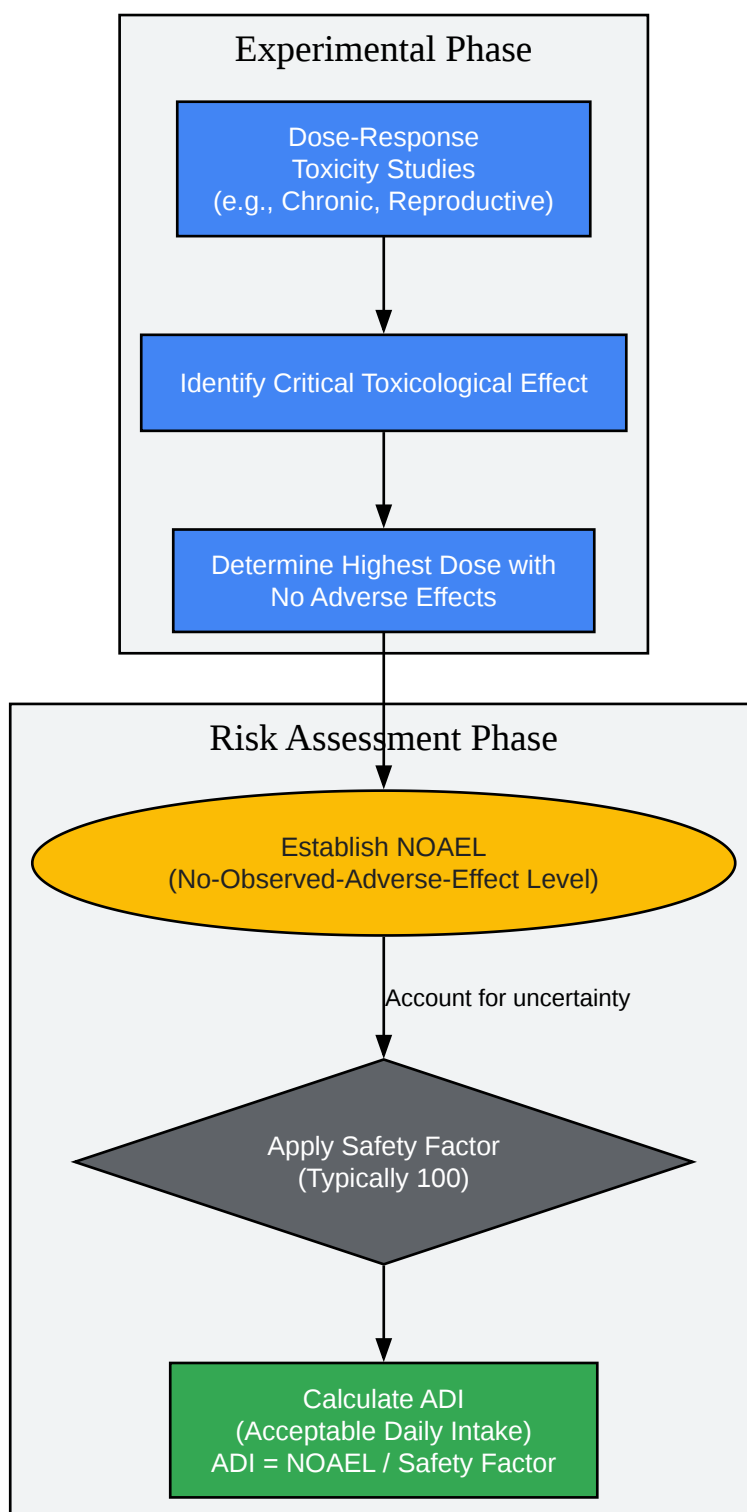 Experimental Phase
Dose-Response
Toxicity Studies
(e.g., Chronic, Reproductive)
Identify Critical Toxicological Effect
Determine Highest Dose with
No Adverse Effects
Risk Assessment Phase
Establish NOAEL
(No-Observed-Adverse-Effect Level)
Account for uncertainty
Apply Safety Factor
(Typically 100)
Calculate ADI
(Acceptable Daily Intake)
ADI = NOAEL / Safety Factor